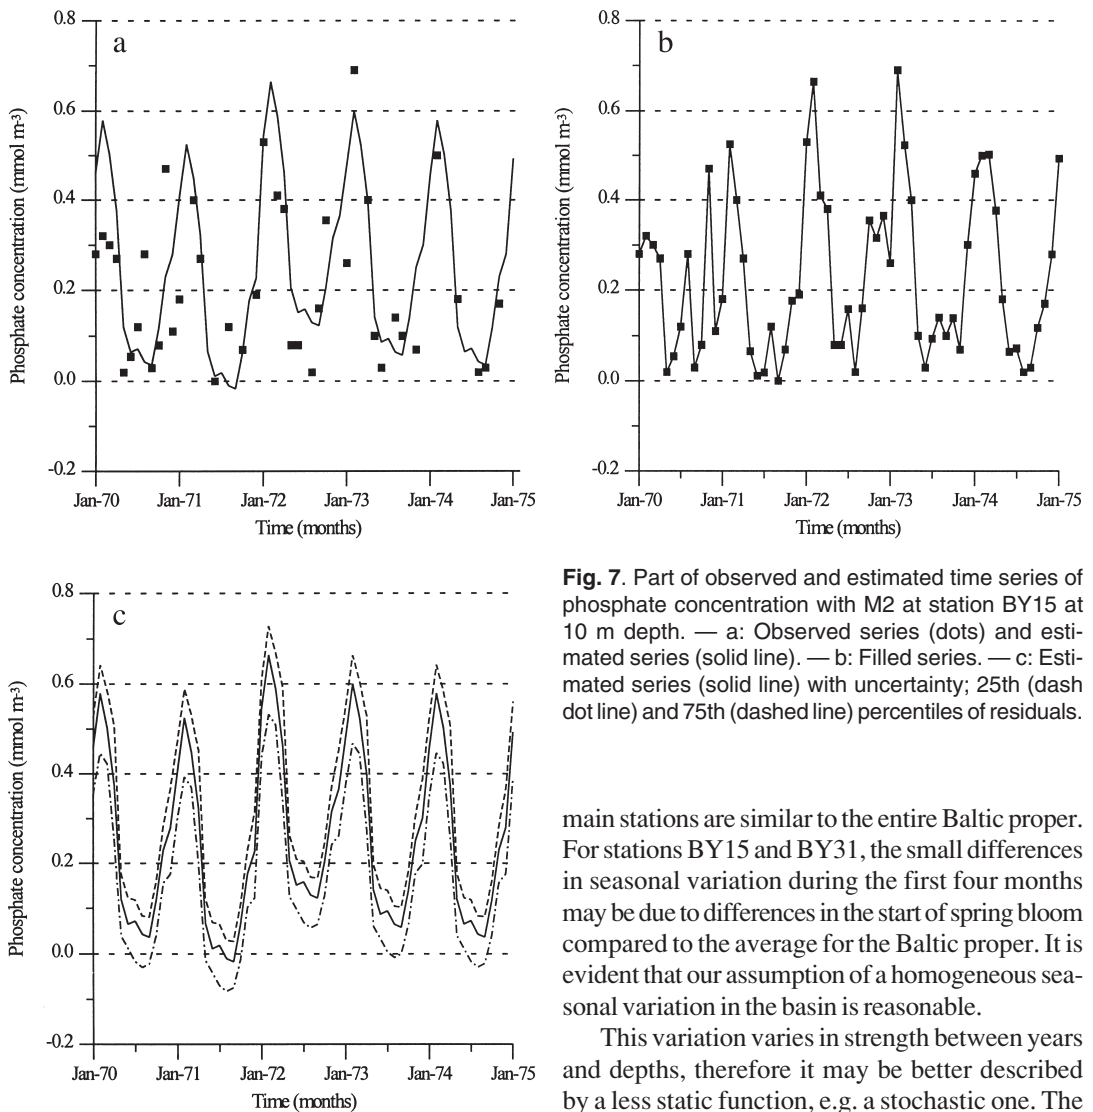 a
0.8
0.6
0.4
0.2
0.0
-0.2
Phosphate concentration (mmol m-³)
Jan-70 Jan-71 Jan-72 Jan-73 Jan-74 Jan-75
Time (months)
b
0.8
0.6
0.4
0.2
0.0
-0.2
Phosphate concentration (mmol m-³)
Jan-70 Jan-71 Jan-72 Jan-73 Jan-74 Jan-75
Time (months)
c
0.8
0.6
0.4
0.2
0.0
-0.2
Phosphate concentration (mmol m-³)
Jan-70 Jan-71 Jan-72 Jan-73 Jan-74 Jan-75
Time (months)
Fig. 7. Part of observed and estimated time series of
phosphate concentration with M2 at station BY15 at
10 m depth. — a: Observed series (dots) and esti-
mated series (solid line). — b: Filled series. — c: Esti-
mated series (solid line) with uncertainty; 25th (dash
dot line) and 75th (dashed line) percentiles of residuals.
main stations are similar to the entire Baltic proper.
For stations BY15 and BY31, the small differences
in seasonal variation during the first four months
may be due to differences in the start of spring bloom
compared to the average for the Baltic proper. It is
evident that our assumption of a homogeneous sea-
sonal variation in the basin is reasonable.
This variation varies in strength between years
and depths, therefore it may be better described
by a less static function, e.g. a stochastic one. The